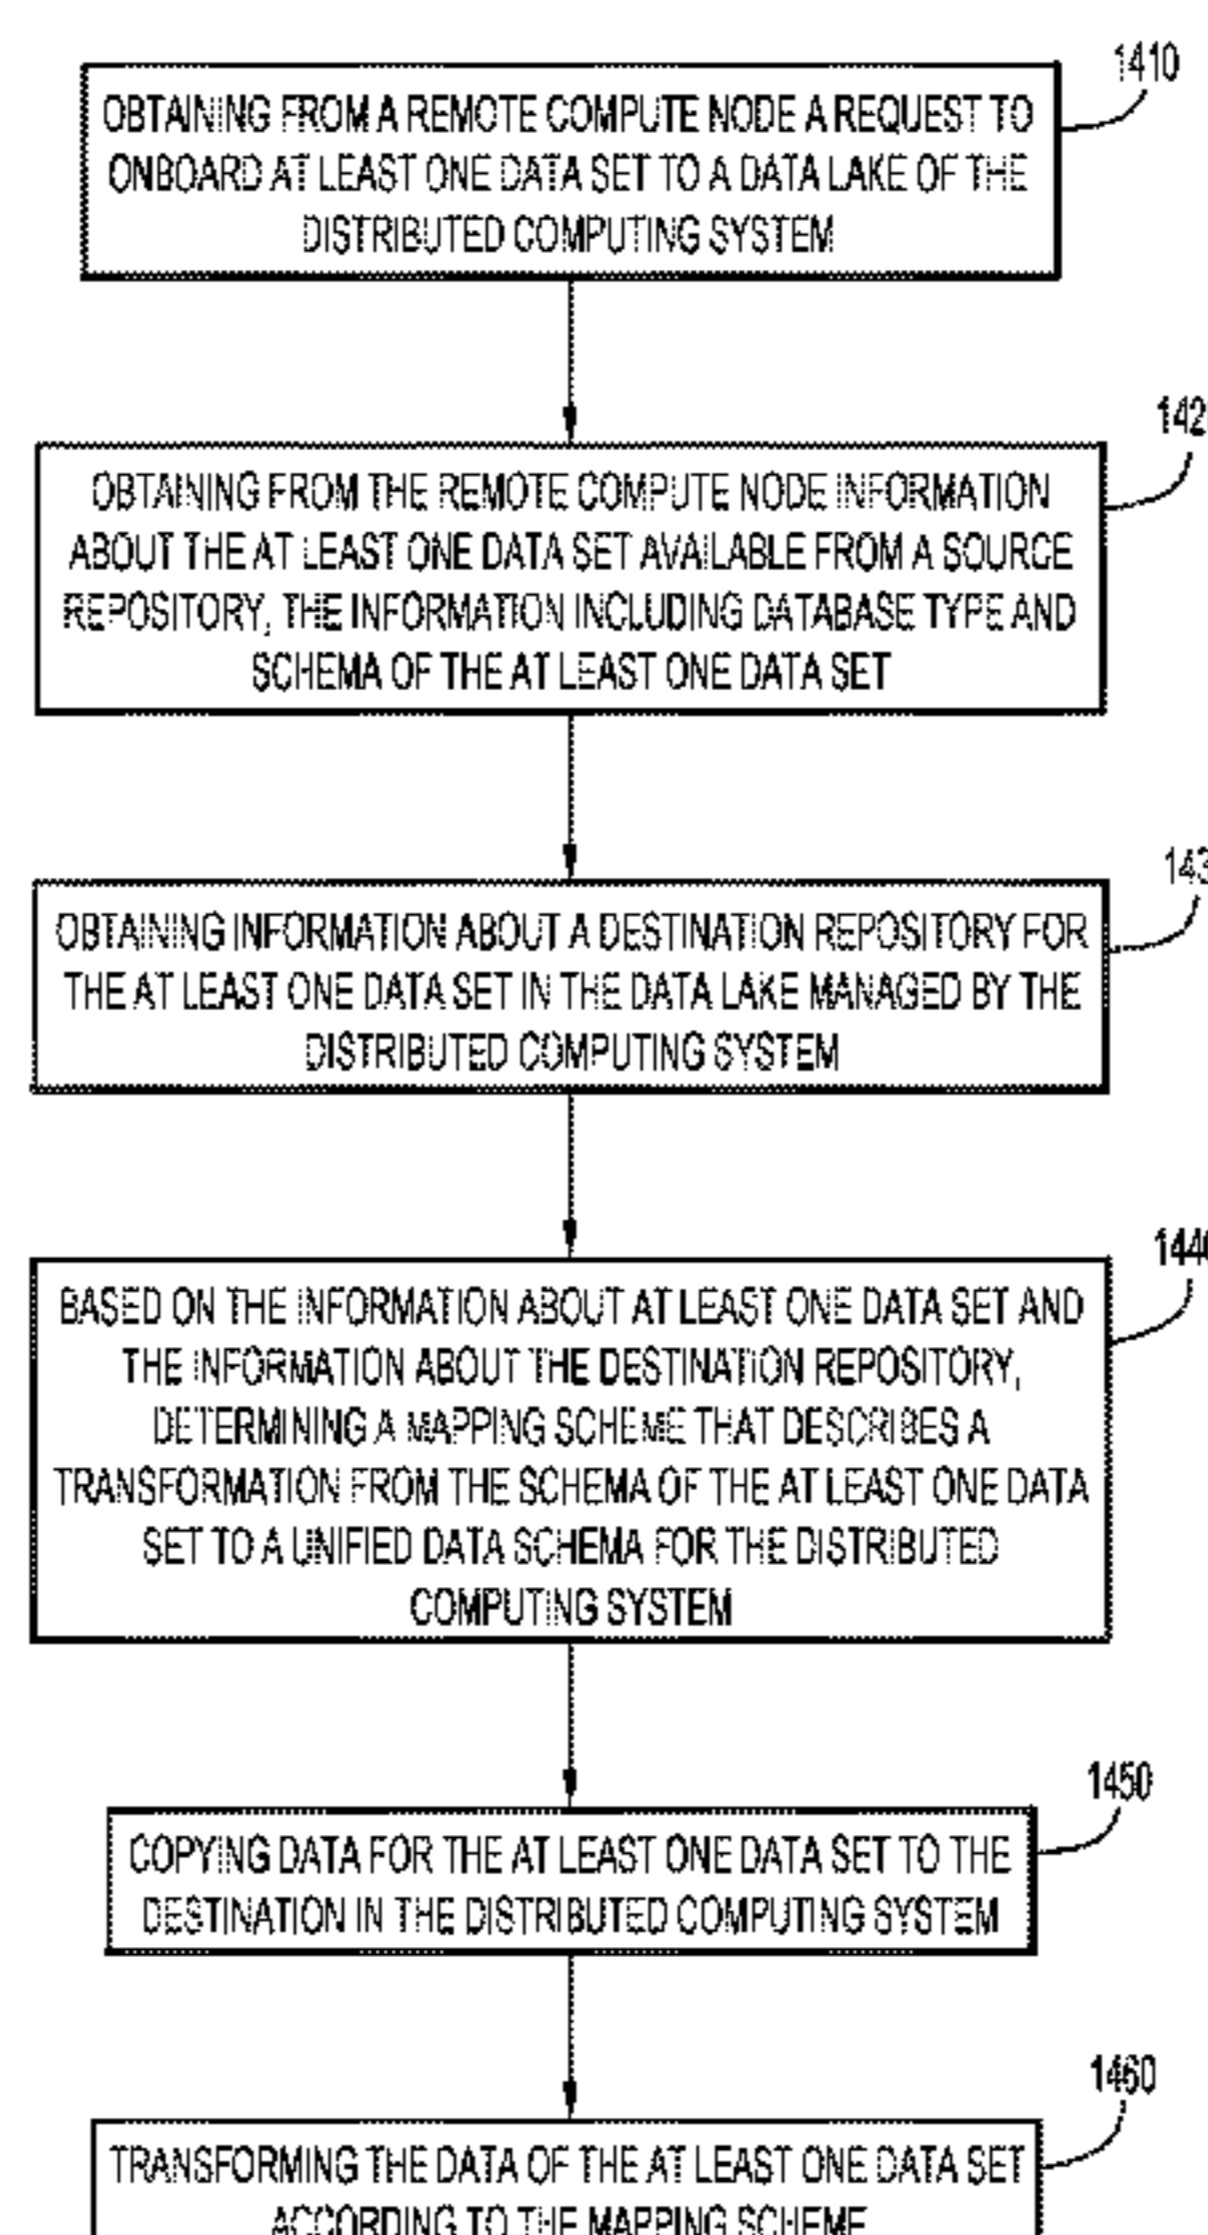 1410
OBTAINING FROM A REMOTE COMPUTE NODE A REQUEST TO
ONBOARD AT LEAST ONE DATA SET TO A DATA LAKE OF THE
DISTRIBUTED COMPUTING SYSTEM
OBTAINING FROM THE REMOTE COMPUTE NODE INFORMATION
ABOUT THE AT LEAST ONE DATA SET AVAILABLE FROM A SOURCE
REPOSITORY, THE INFORMATION INCLUDING DATABASE TYPE AND
SCHEMA OF THE AT LEAST ONE DATA SET
OBTAINING INFORMATION ABOUT A DESTINATION REPOSITORY FOR
THE AT LEAST ONE DATA SET IN THE DATA LAKE MANAGED BY THE
DISTRIBUTED COMPUTING SYSTEM
1440
BASED ON THE INFORMATION ABOUT AT LEAST ONE DATA SET AND
THE INFORMATION ABOUT THE DESTINATION REPOSITORY,
DETERMINING A MAPPING SCHEME THAT DESCRIBES A
TRANSFORMATION FROM THE SCHEMA OF THE AT LEAST ONE DATA
SET TO A UNIFIED DATA SCHEMA FOR THE DISTRIBUTED
COMPUTING SYSTEM
1450
COPYING DATA FOR THE AT LEAST ONE DATA SET TO THE
DESTINATION IN THE DISTRIBUTED COMPUTING SYSTEM
1460
TRANSFORMING THE DATA OF THE AT LEAST ONE DATA SET
ACCORDING TO THE MAPPING SCHEME